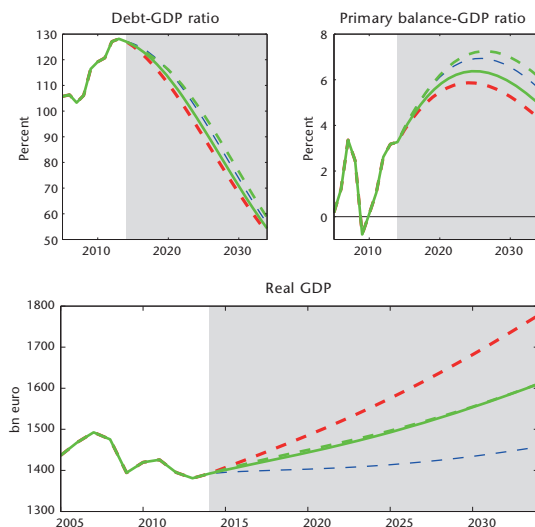 Debt-GDP ratio
Percent
130
120
110
100
90
80
70
60
50
2010 2020 2030
Primary balance-GDP ratio
Percent
8
6
4
2
0
2010 2020 2030
Real GDP
bn euro
1800
1700
1600
1500
1400
1300
2005 2010 2015 2020 2025 2030